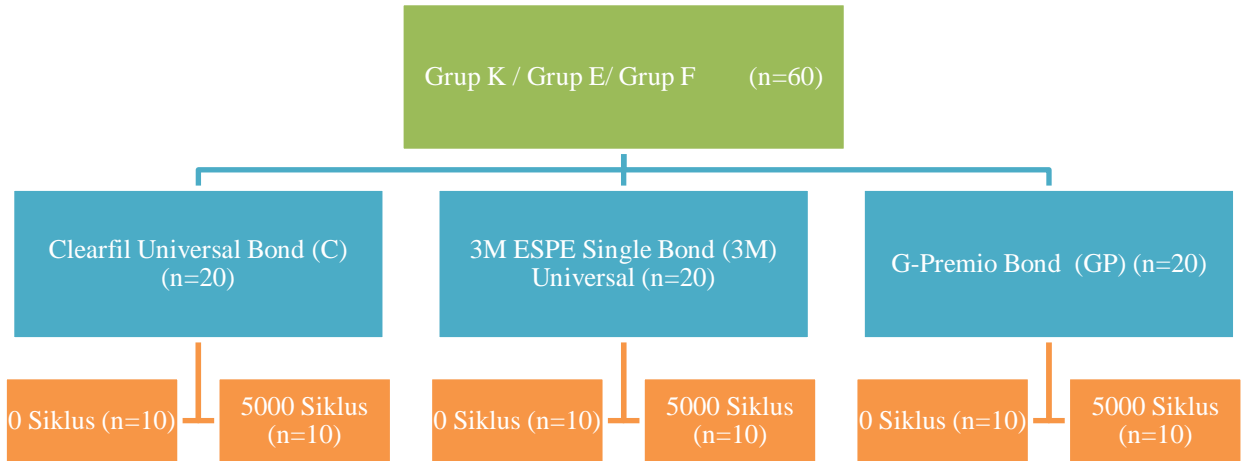 Grup K / Grup E/ Grup F (n=60)
Clearfil Universal Bond (C)
(n=20)
3M ESPE Single Bond (3M)
Universal (n=20)
G-Premio Bond (GP) (n=20)
0 Siklus (n=10)
5000 Siklus
(n=10)
0 Siklus (n=10)
5000 Siklus
(n=10)
0 Siklus (n=10)
5000 Siklus
(n=10)